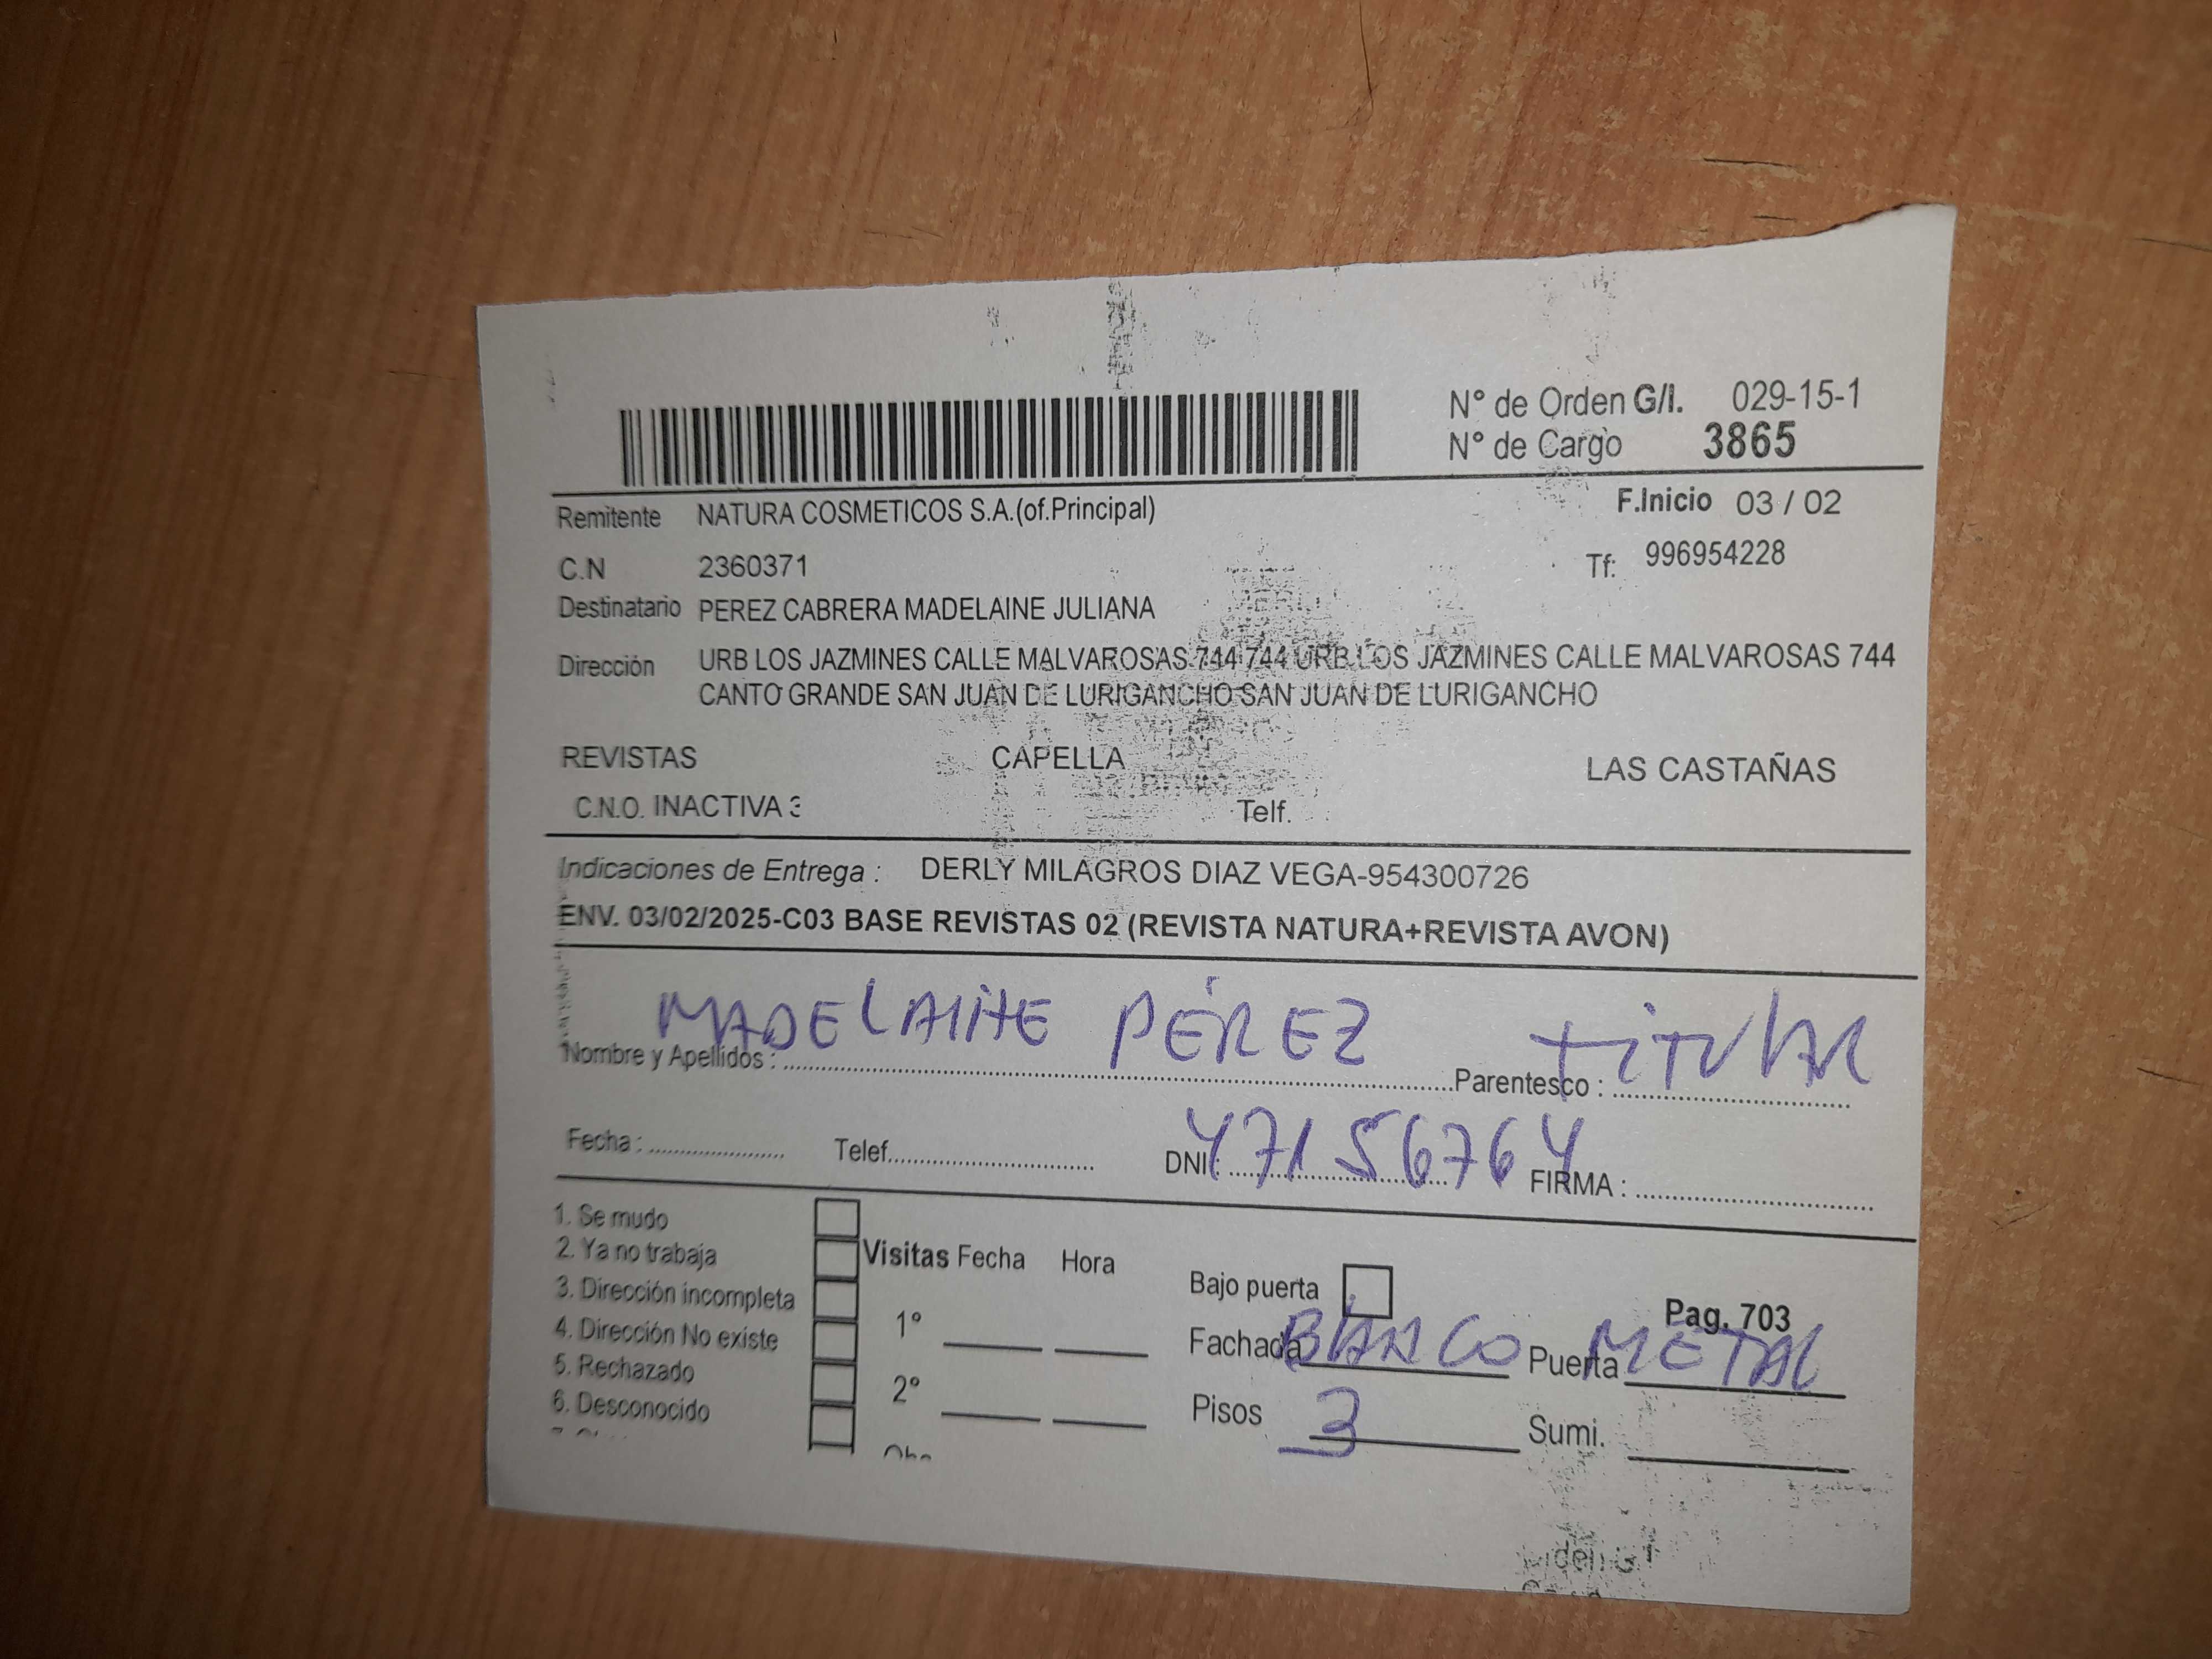 N° de Orden G/I. 029-15-1
N° de Cargo 3865
Remitente NATURA COSMETICOS S.A.(of.Principal) F.Inicio 03 / 02
C.N 2360371 Tf: 996954228
Destinatario PEREZ CABRERA MADELAINE JULIANA
Dirección URB LOS JAZMINES CALLE MALVAROSAS 744 744 URB LOS JAZMINES CALLE MALVAROSAS 744
CANTO GRANDE SAN JUAN DE LURIGANCHO SAN JUAN DE LURIGANCHO
REVISTAS CAPELLA LAS CASTAÑAS
C.N.O. INACTIVA 3 Telf.
Indicaciones de Entrega : DERLY MILAGROS DIAZ VEGA-954300726
ENV. 03/02/2025-C03 BASE REVISTAS 02 (REVISTA NATURA+REVISTA AVON)
Nombre y Apellidos : MADELAINE PÉREZ Parentesco : TITULAR
Fecha : Telef. DNI : 47156764 FIRMA :
1. Se mudo
2. Ya no trabaja Visitas Fecha Hora
3. Dirección incompleta Bajo puerta Pag. 703
4. Dirección No existe 1° Fachada BLANCO Puerta METAL
5. Rechazado
6. Desconocido 2° Pisos 3 Sumi.